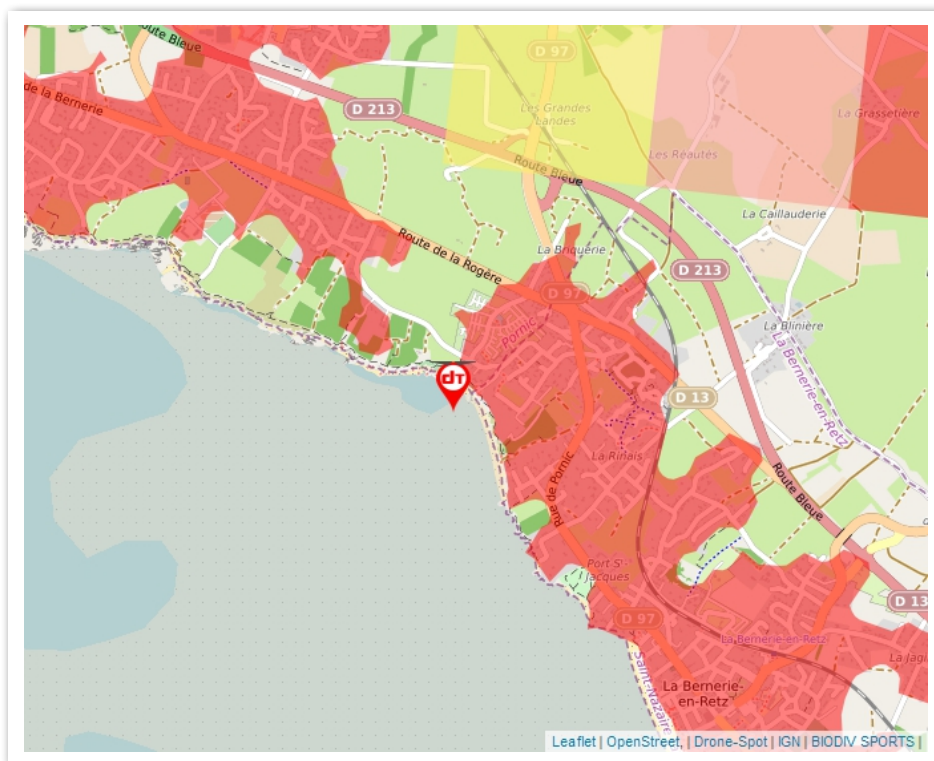 Route Bleue
D 97
de la Bernerie
D 213
Les Grandes
Landes
La Grassetière
Les Réautés
Route Bleue
La Caillauderie
Route de la Rogère
La Briquerie
D 213
D 97
Pornic
La Blinière
La Bernerie-en-Retz
dT
D 13
La Rinais
Rue de Pornic
Route Bleue
Port St
Jacques
D 13
D 97
La Bernerie-en-Retz
Saint-Nazaire
La Bernerie-
en-Retz
Leaflet | OpenStreet, | Drone-Spot | IGN | BIODIV SPORTS |